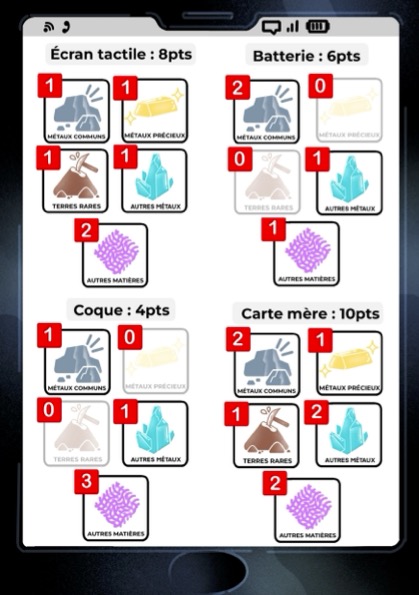 Écran tactile : 8pts
1
MÉTAUX COMMUNS
1
MÉTAUX PRÉCIEUX
1
TERRES RARES
1
AUTRES MÉTAUX
2
AUTRES MATIÈRES
Batterie : 6pts
2
MÉTAUX COMMUNS
0
MÉTAUX PRÉCIEUX
0
TERRES RARES
1
AUTRES MÉTAUX
1
AUTRES MATIÈRES
Coque : 4pts
1
MÉTAUX COMMUNS
0
MÉTAUX PRÉCIEUX
0
TERRES RARES
1
AUTRES MÉTAUX
3
AUTRES MATIÈRES
Carte mère : 10pts
2
MÉTAUX COMMUNS
1
MÉTAUX PRÉCIEUX
1
TERRES RARES
2
AUTRES MÉTAUX
2
AUTRES MATIÈRES